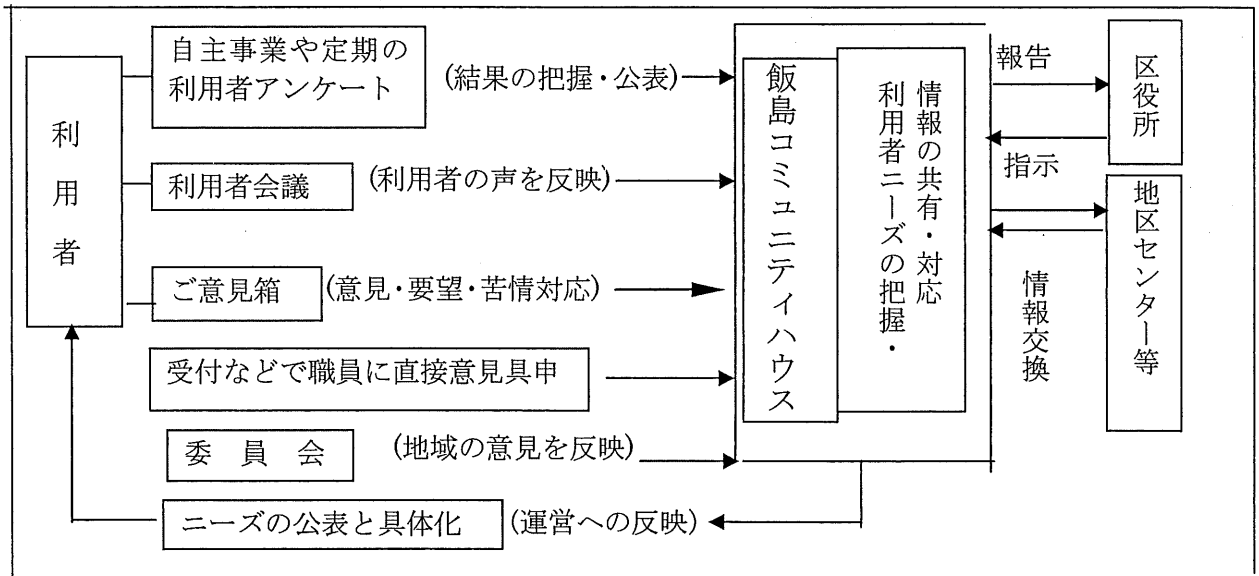 利用者
自主事業や定期の
利用者アンケート
(結果の把握・公表)
利用者会議
(利用者の声を反映)
ご意見箱
(意見・要望・苦情対応)
受付などで職員に直接意見具申
委員会
(地域の意見を反映)
ニーズの公表と具体化
(運営への反映)
飯島コミュニティハウス
利用者ニーズの把握・
情報の共有・対応
報告
指示
区役所
情報交換
地区センター等